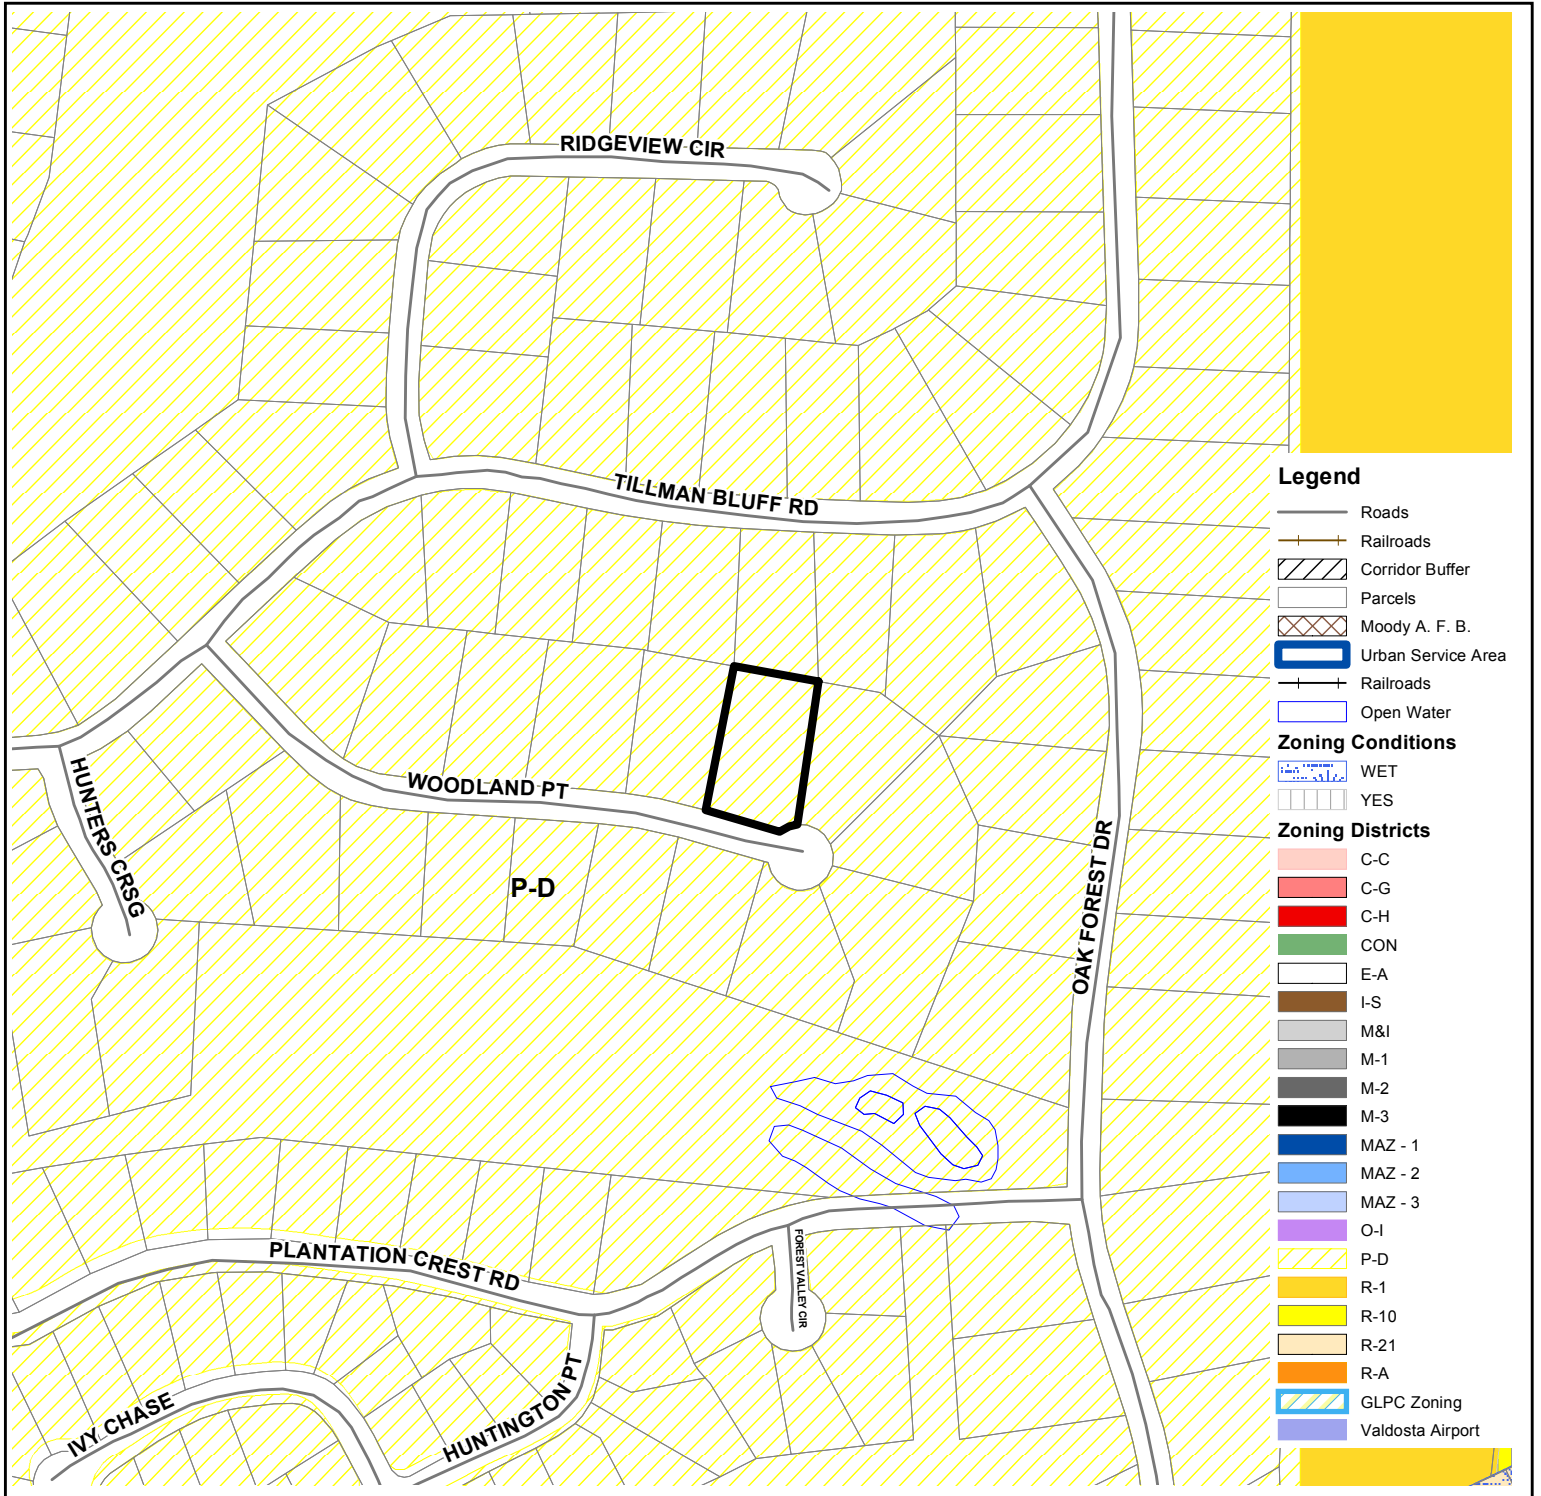 RIDGEVIEW CIR
TILLMAN BLUFF RD
HUNTERS CRSG
WOODLAND PT
P-D
OAK FOREST DR
PLANTATION CREST RD
FOREST VALLEY CIR
HUNTINGTON PT
IVY CHASE
Legend
Roads
Railroads
Corridor Buffer
Parcels
Moody A. F. B.
Urban Service Area
Railroads
Open Water
Zoning Conditions
WET
YES
Zoning Districts
C-C
C-G
C-H
CON
E-A
I-S
M&I
M-1
M-2
M-3
MAZ - 1
MAZ - 2
MAZ - 3
O-I
P-D
R-1
R-10
R-21
R-A
GLPC Zoning
Valdosta Airport